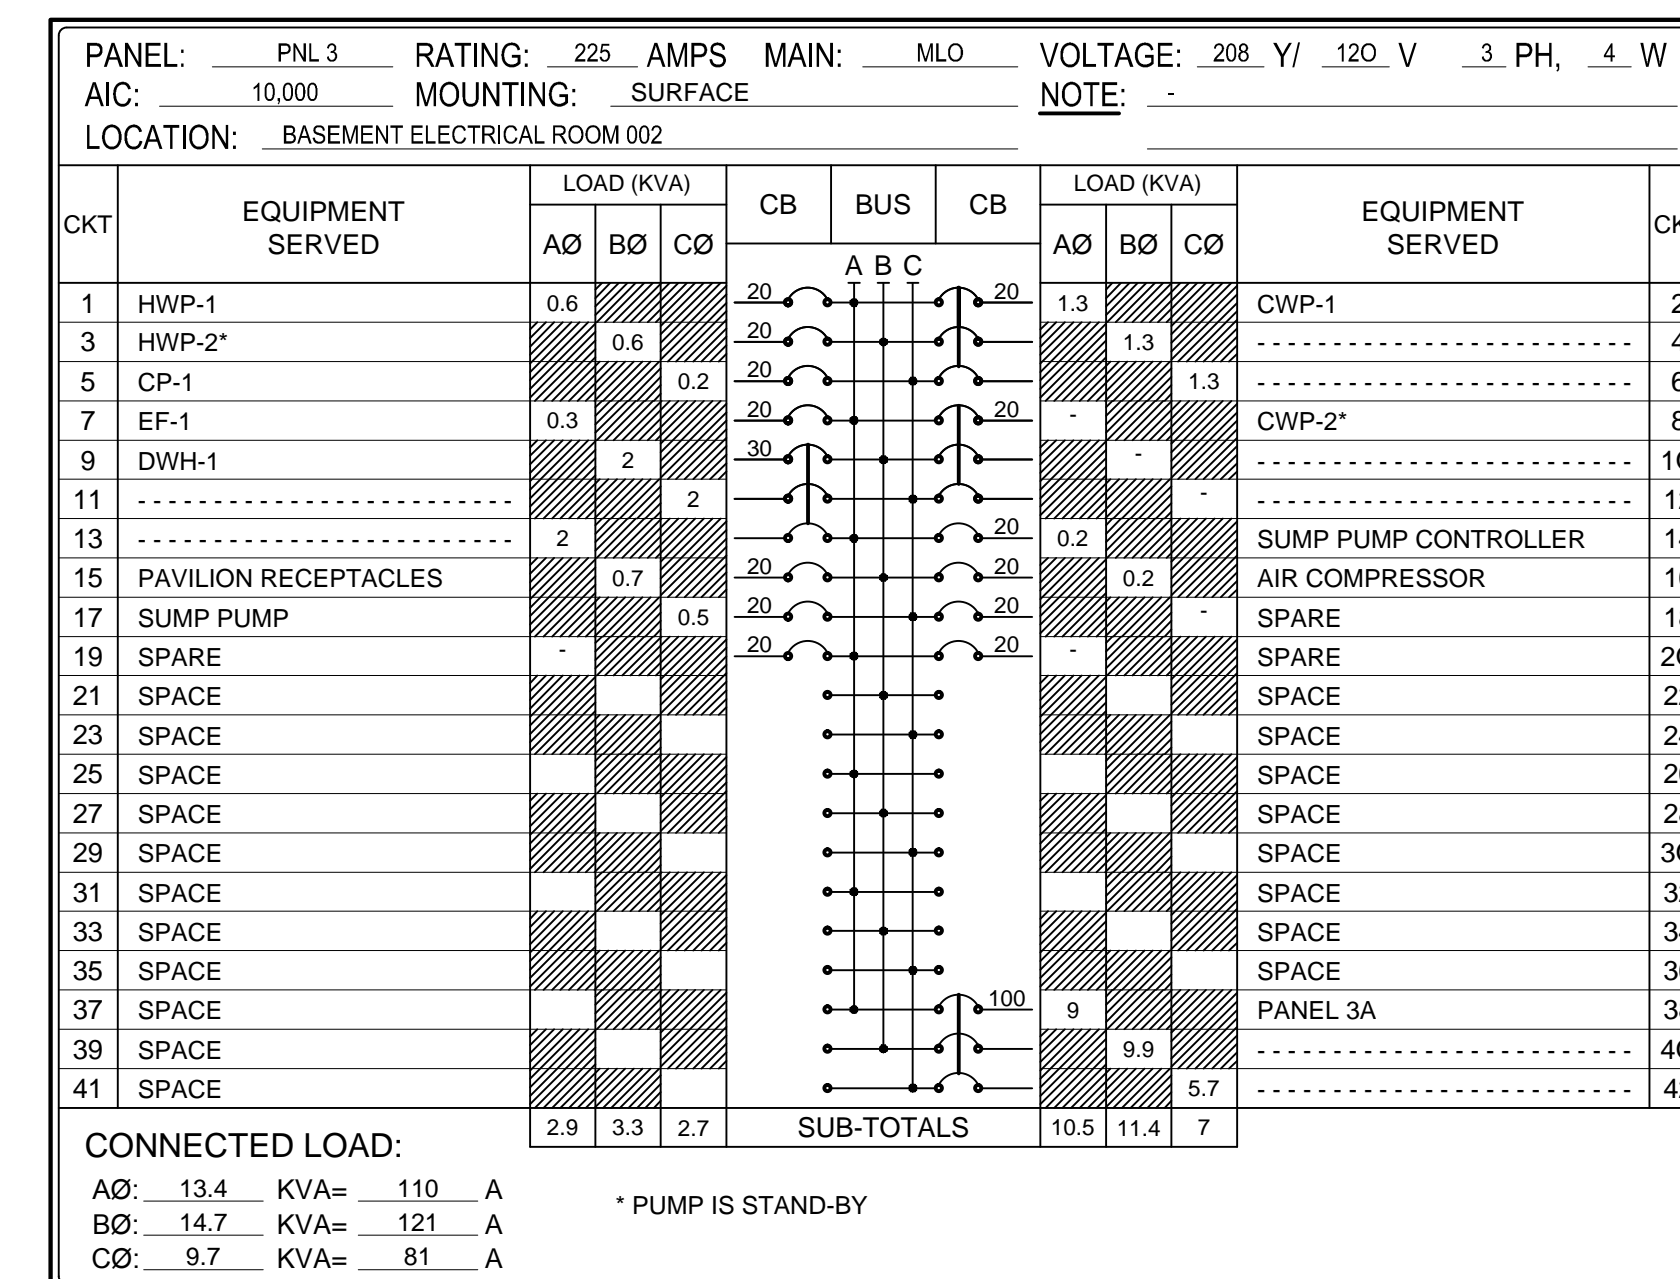 PANEL: PNL 3 RATING: 225 AMPS MAIN: MLO VOLTAGE: 208 Y/ 120 V 3 PH, 4 W
AIC: 10,000 MOUNTING: SURFACE NOTE: -
LOCATION: BASEMENT ELECTRICAL ROOM 002
CKT EQUIPMENT SERVED LOAD (KVA) AØ BØ CØ CB BUS CB LOAD (KVA) AØ BØ CØ EQUIPMENT SERVED
A B C
1 HWP-1 0.6 20 20 1.3 CWP-1
3 HWP-2* 0.6 20 1.3 - - - - - - - - - - - - - - - - - - - - - - - - -
5 CP-1 0.2 20 1.3 - - - - - - - - - - - - - - - - - - - - - - - - -
7 EF-1 0.3 20 20 - CWP-2*
9 DWH-1 2 30 - - - - - - - - - - - - - - - - - - - - - - - - - -
11 - - - - - - - - - - - - - - - - - - - - - - - - - 2 - - - - - - - - - - - - - - - - - - - - - - - - - -
13 - - - - - - - - - - - - - - - - - - - - - - - - - 2 20 0.2 SUMP PUMP CONTROLLER
15 PAVILION RECEPTACLES 0.7 20 20 0.2 AIR COMPRESSOR
17 SUMP PUMP 0.5 20 20 - SPARE
19 SPARE - 20 20 - SPARE
21 SPACE SPACE
23 SPACE SPACE
25 SPACE SPACE
27 SPACE SPACE
29 SPACE SPACE
31 SPACE SPACE
33 SPACE SPACE
35 SPACE SPACE
37 SPACE 100 9 PANEL 3A
39 SPACE 9.9 - - - - - - - - - - - - - - - - - - - - - - - - -
41 SPACE 5.7 - - - - - - - - - - - - - - - - - - - - - - - - -
2.9 3.3 2.7 SUB-TOTALS 10.5 11.4 7
CONNECTED LOAD:
AØ: 13.4 KVA= 110 A
* PUMP IS STAND-BY
BØ: 14.7 KVA= 121 A
CØ: 9.7 KVA= 81 A